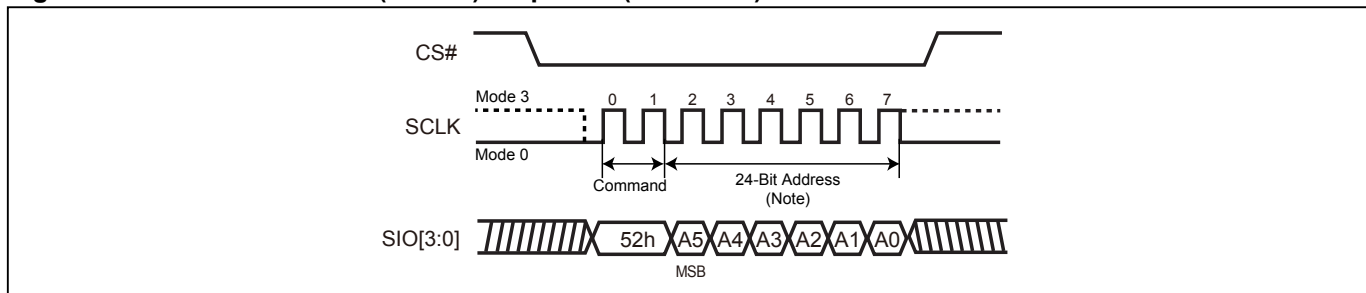 CS#
Mode 3
0 1 2 3 4 5 6 7
SCLK
Mode 0
Command
24-Bit Address
(Note)
SIO[3:0]
52h A5 A4 A3 A2 A1 A0
MSB